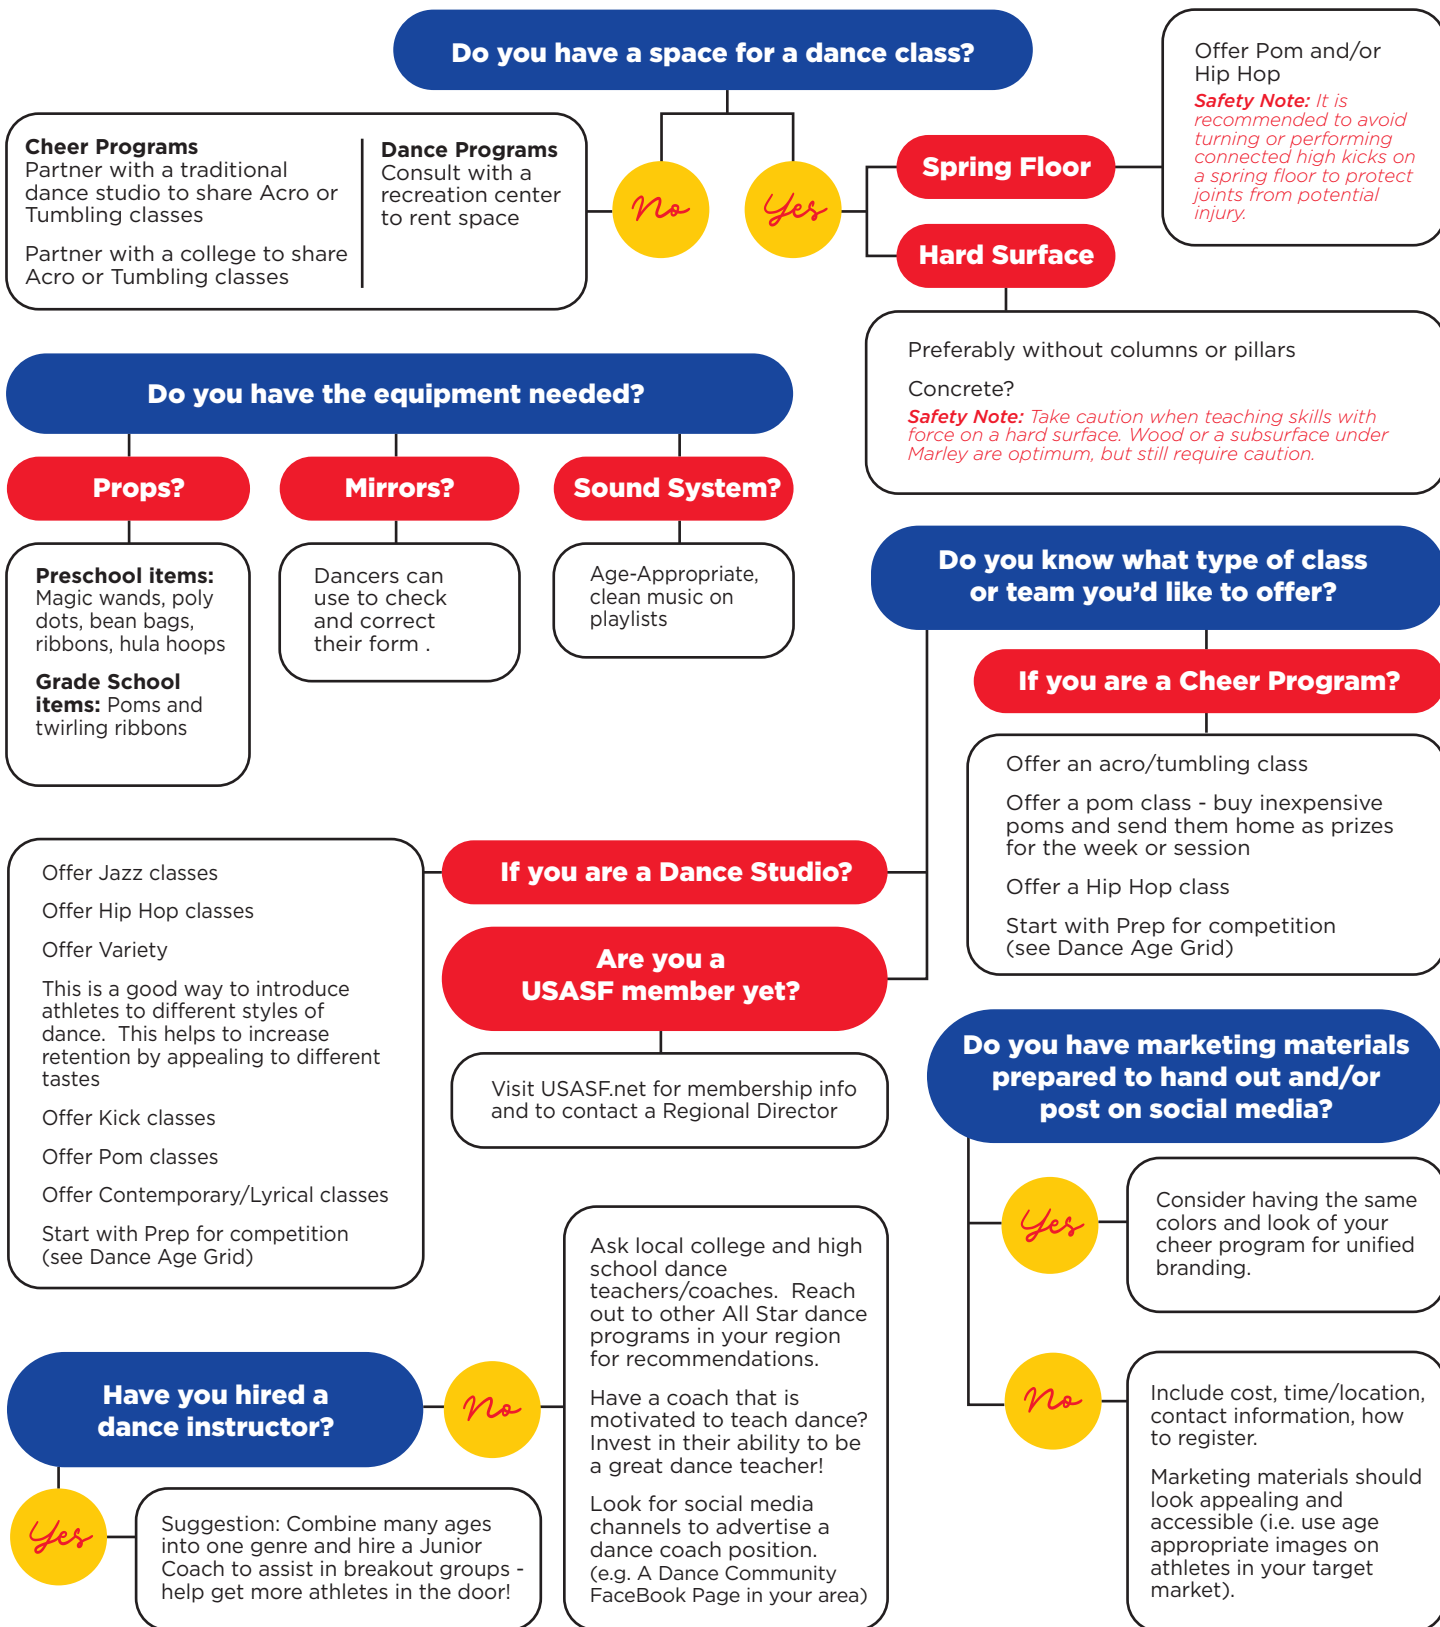 Do you have a space for a dance class?
Cheer Programs
Partner with a traditional
dance studio to share Acro or
Tumbling classes
Partner with a college to share
Acro or Tumbling classes
Dance Programs
Consult with a
recreation center
to rent space
No
Yes
Spring Floor
Offer Pom and/or
Hip Hop
Safety Note: It is
recommended to avoid
turning or performing
connected high kicks on
a spring floor to protect
joints from potential
injury.
Hard Surface
Preferably without columns or pillars
Concrete?
Safety Note: Take caution when teaching skills with
force on a hard surface. Wood or a subsurface under
Marley are optimum, but still require caution.
Do you have the equipment needed?
Props?
Preschool items:
Magic wands, poly
dots, bean bags,
ribbons, hula hoops
Grade School
items: Poms and
twirling ribbons
Mirrors?
Dancers can
use to check
and correct
their form .
Sound System?
Age-Appropriate,
clean music on
playlists
Do you know what type of class
or team you'd like to offer?
If you are a Cheer Program?
Offer an acro/tumbling class
Offer a pom class - buy inexpensive
poms and send them home as prizes
for the week or session
Offer a Hip Hop class
Start with Prep for competition
(see Dance Age Grid)
If you are a Dance Studio?
Offer Jazz classes
Offer Hip Hop classes
Offer Variety
This is a good way to introduce
athletes to different styles of
dance.  This helps to increase
retention by appealing to different
tastes
Offer Kick classes
Offer Pom classes
Offer Contemporary/Lyrical classes
Start with Prep for competition
(see Dance Age Grid)
Are you a
USASF member yet?
Visit USASF.net for membership info
and to contact a Regional Director
Do you have marketing materials
prepared to hand out and/or
post on social media?
Yes
Consider having the same
colors and look of your
cheer program for unified
branding.
No
Include cost, time/location,
contact information, how
to register.
Marketing materials should
look appealing and
accessible (i.e. use age
appropriate images on
athletes in your target
market).
Have you hired a
dance instructor?
No
Ask local college and high
school dance
teachers/coaches.  Reach
out to other All Star dance
programs in your region
for recommendations.
Have a coach that is
motivated to teach dance?
Invest in their ability to be
a great dance teacher!
Look for social media
channels to advertise a
dance coach position.
(e.g. A Dance Community
FaceBook Page in your area)
Yes
Suggestion: Combine many ages
into one genre and hire a Junior
Coach to assist in breakout groups -
help get more athletes in the door!